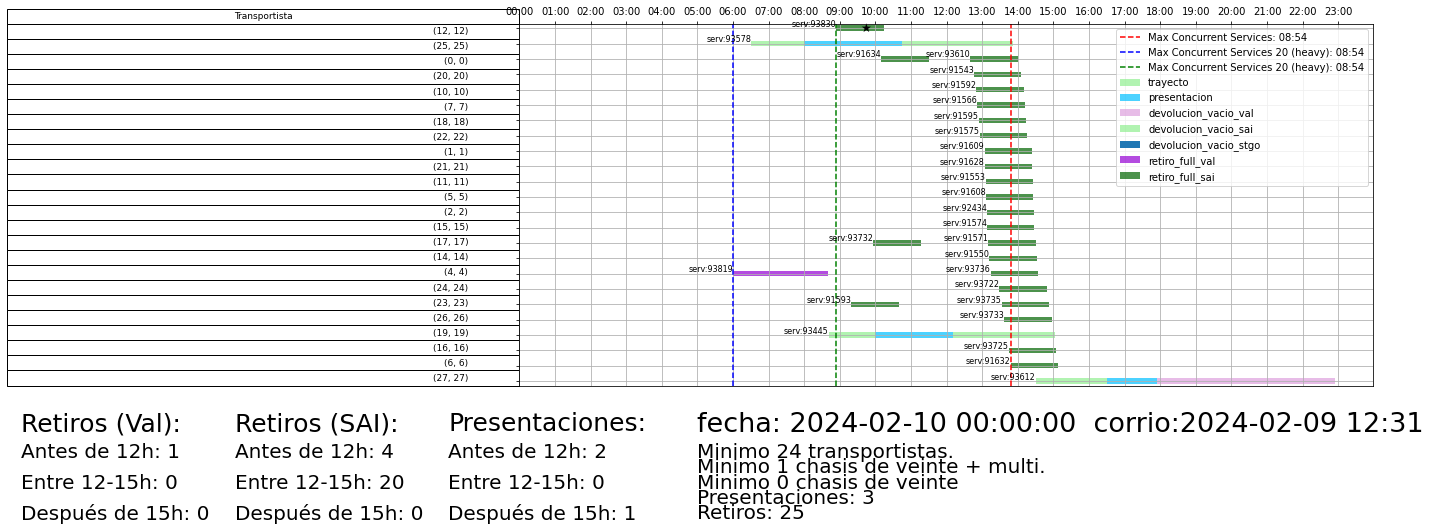 Transportista
00:00 01:00 02:00 03:00 04:00 05:00 06:00 07:00 08:00 09:00 10:00 11:00 12:00 13:00 14:00 15:00 16:00 17:00 18:00 19:00 20:00 21:00 22:00 23:00
(12, 12) serv:93830
(25, 25) serv:93578
(0, 0) serv:91634 serv:93610
(20, 20) serv:91543
(10, 10) serv:91592
(7, 7) serv:91566
(18, 18) serv:91595
(22, 22) serv:91575
(1, 1) serv:91609
(21, 21) serv:91628
(11, 11) serv:91553
(5, 5) serv:91608
(2, 2) serv:92434
(15, 15) serv:91574
(17, 17) serv:93732 serv:91571
(14, 14) serv:91550
(4, 4) serv:93819 serv:93736
(24, 24) serv:93722
(23, 23) serv:91593 serv:93735
(26, 26) serv:93733
(19, 19) serv:93445
(16, 16) serv:93725
(6, 6) serv:91632
(27, 27) serv:93612
Max Concurrent Services: 08:54
Max Concurrent Services 20 (heavy): 08:54
Max Concurrent Services 20 (heavy): 08:54
trayecto
presentacion
devolucion_vacio_val
devolucion_vacio_sai
devolucion_vacio_stgo
retiro_full_val
retiro_full_sai
Retiros (Val):
Antes de 12h: 1
Entre 12-15h: 0
Después de 15h: 0
Retiros (SAI):
Antes de 12h: 4
Entre 12-15h: 20
Después de 15h: 0
Presentaciones:
Antes de 12h: 2
Entre 12-15h: 0
Después de 15h: 1
fecha: 2024-02-10 00:00:00 corrio:2024-02-09 12:31
Minimo 24 transportistas.
Minimo 1 chasis de veinte + multi.
Minimo 0 chasis de veinte
Presentaciones: 3
Retiros: 25